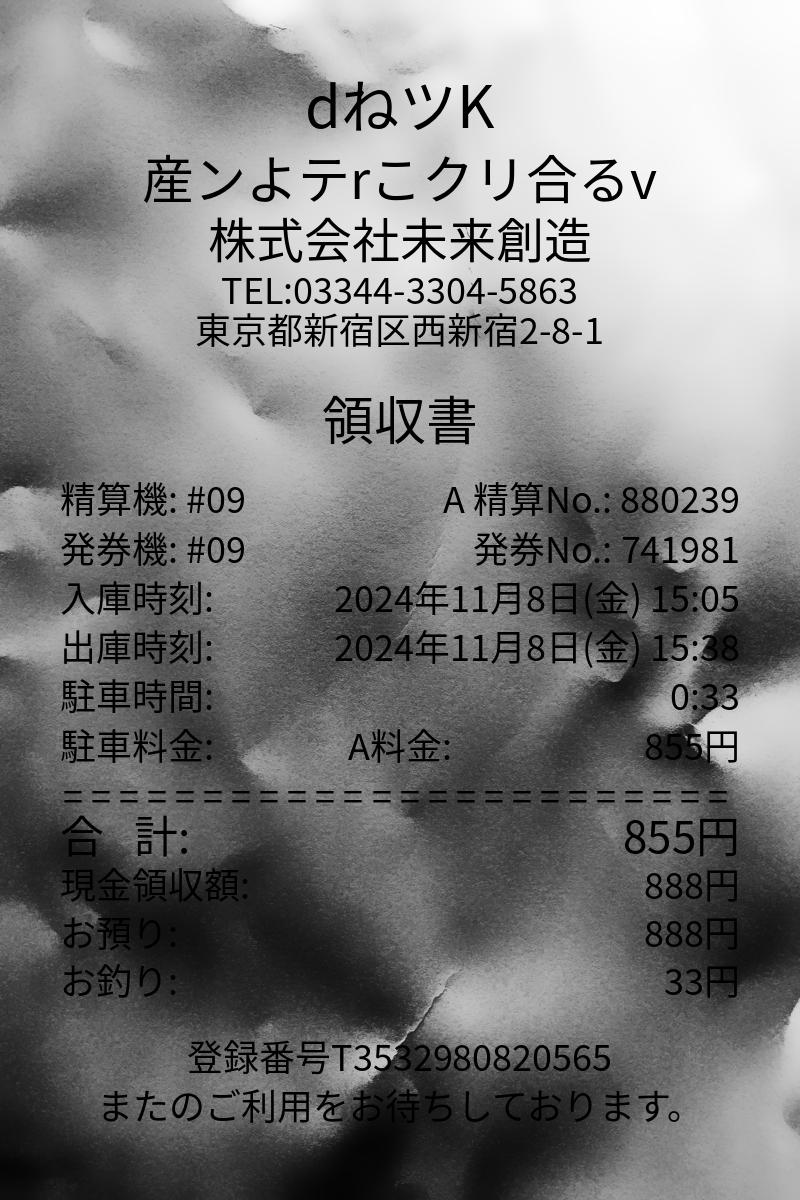 dねツK
産ンよテrこクリ合るv
株式会社未来創造
TEL:03344-3304-5863
東京都新宿区西新宿2-8-1
領収書
精算機: #09 A 精算No.: 880239
発券機: #09 発券No.: 741981
入庫時刻: 2024年11月8日(金) 15:05
出庫時刻: 2024年11月8日(金) 15:38
駐車時間: 0:33
駐車料金: A料金: 855円
========================
合 計: 855円
現金領収額: 888円
お預り: 888円
お釣り: 33円
登録番号T3532980820565
またのご利用をお待ちしております。